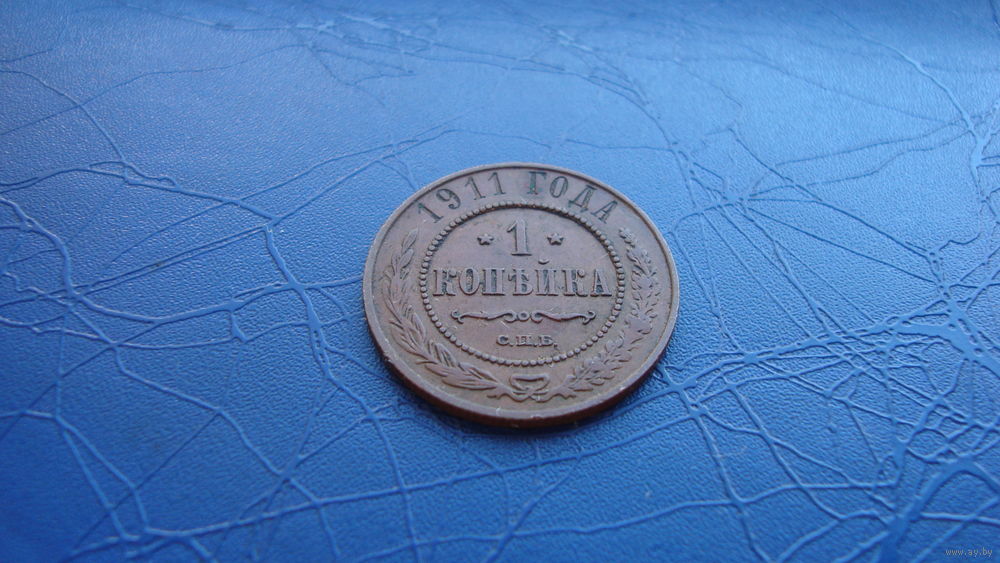 1911 ГОДА
* 1 *
КОПѢЙКА
С.П.Б.
www.ay.by